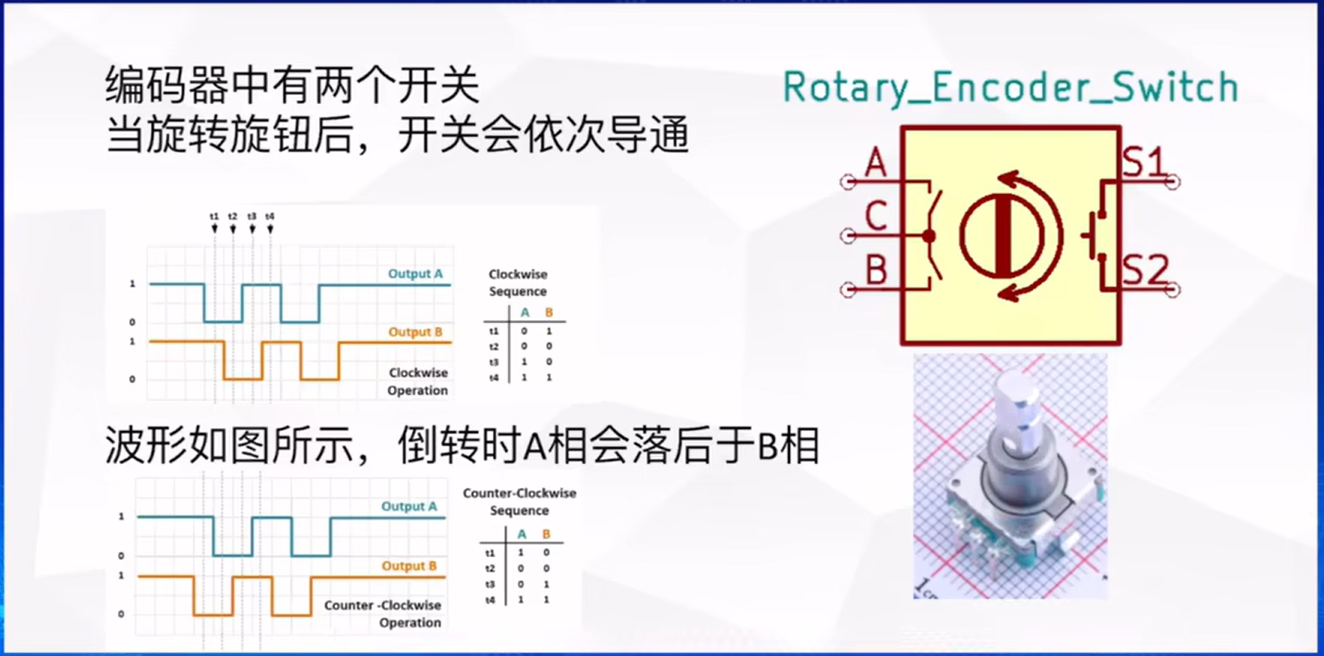 编码器中有两个开关
当旋转旋钮后，开关会依次导通
Rotary_Encoder_Switch
A
C
B
S1
S2
t1 t2 t3 t4
1
0
Output A
1
0
Output B
Clockwise
Operation
Clockwise
Sequence
A B
t1 0 1
t2 0 0
t3 1 0
t4 1 1
波形如图所示，倒转时A相会落后于B相
1
0
Output A
1
0
Output B
Counter -Clockwise
Operation
Counter-Clockwise
Sequence
A B
t1 1 0
t2 0 0
t3 0 1
t4 1 1